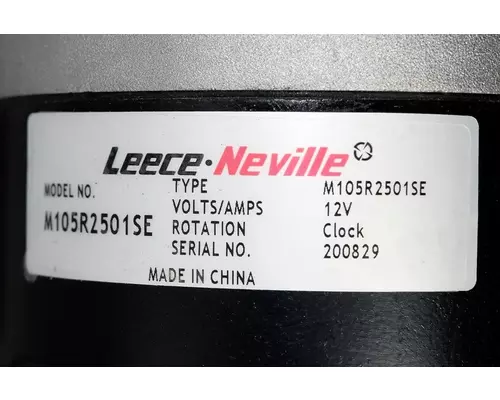 Leece·Neville
MODEL NO. TYPE M105R2501SE
M105R2501SE VOLTS/AMPS 12V
ROTATION Clock
SERIAL NO. 200829
MADE IN CHINA